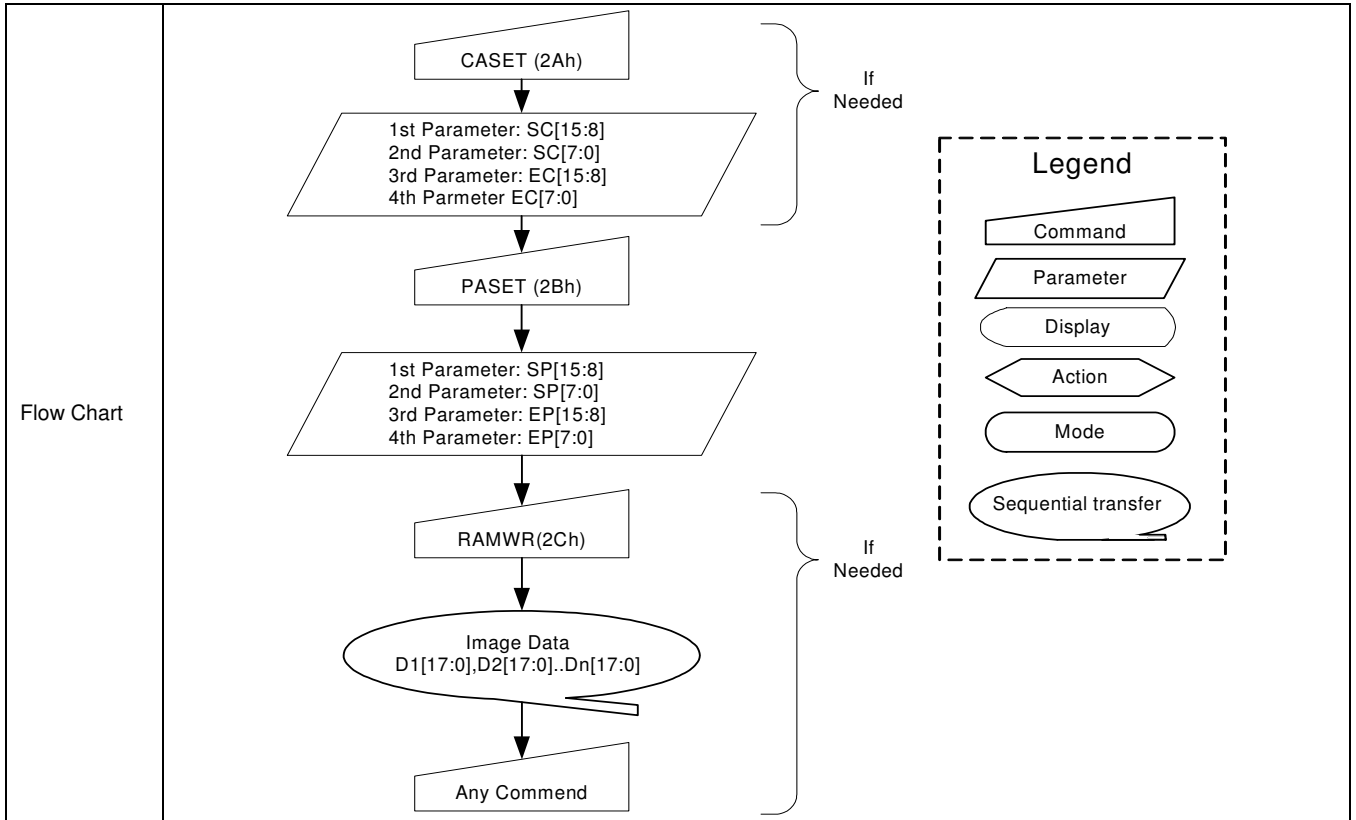 Flow Chart
CASET (2Ah)
If
Needed
1st Parameter: SC[15:8]
2nd Parameter: SC[7:0]
3rd Parameter: EC[15:8]
4th Parmeter EC[7:0]
PASET (2Bh)
1st Parameter: SP[15:8]
2nd Parameter: SP[7:0]
3rd Parameter: EP[15:8]
4th Parameter: EP[7:0]
RAMWR(2Ch)
If
Needed
Image Data
D1[17:0],D2[17:0]..Dn[17:0]
Any Commend
Legend
Command
Parameter
Display
Action
Mode
Sequential transfer